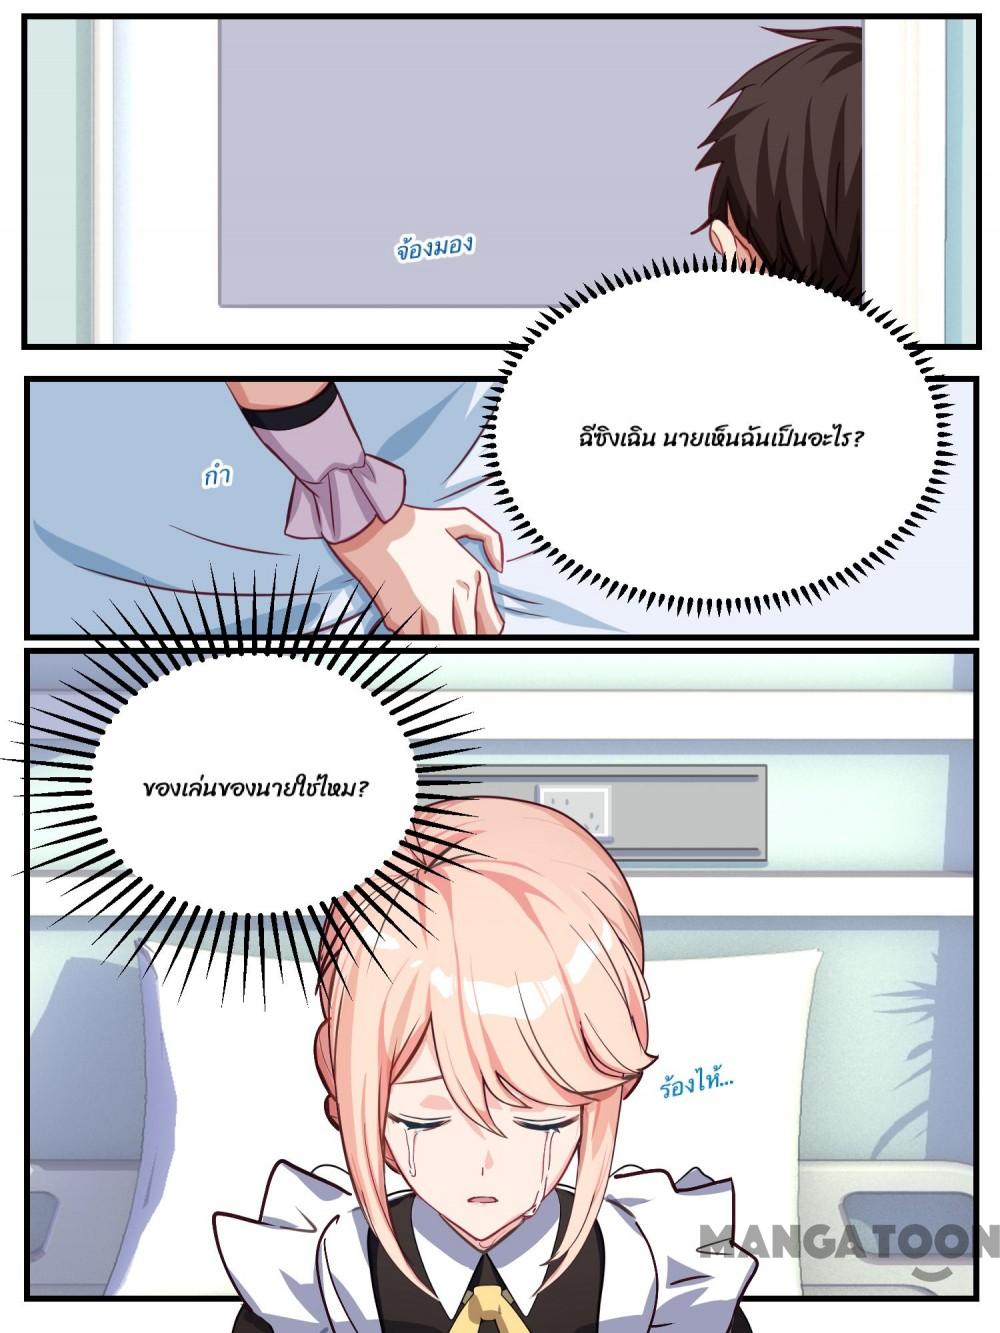 จ้องมอง
ฉีซิงเฉิน นายเห็นฉันเป็นอะไร?
กำ
ของเล่นของนายใช่ไหม?
ร้องไห้...
MANGATOON